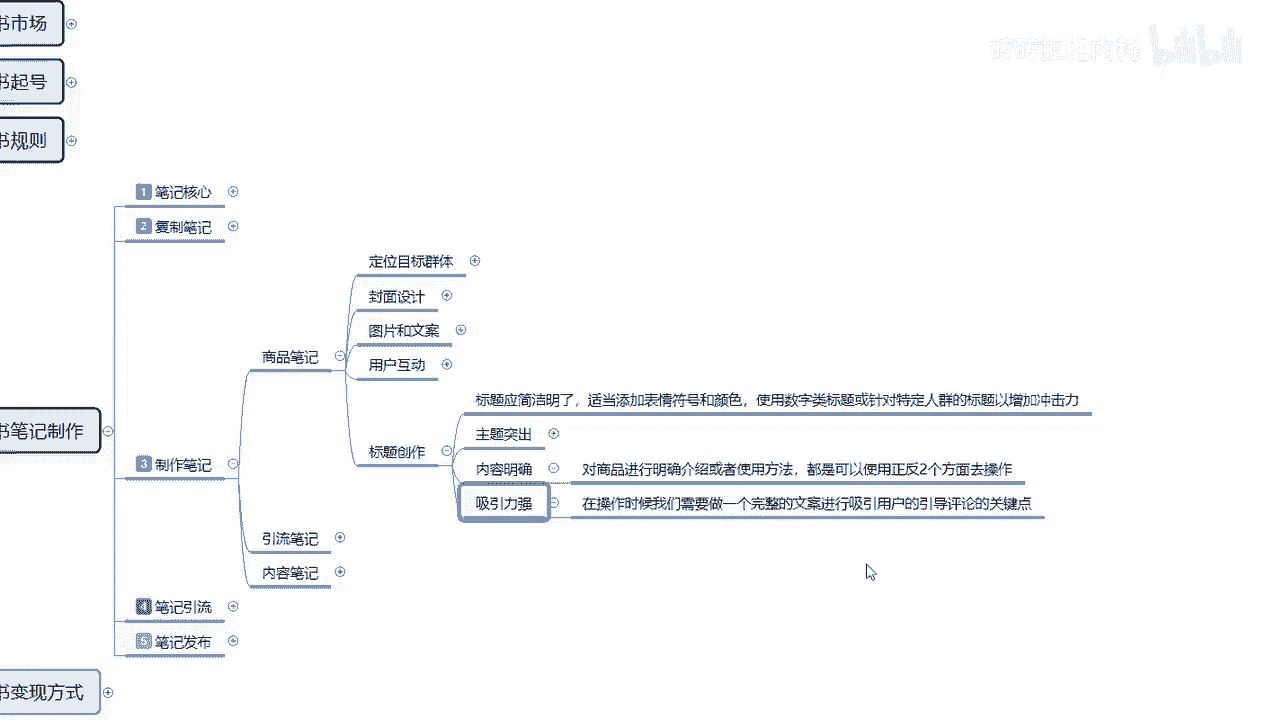 书市场
书起号
书规则
1 笔记核心
2 复制笔记
定位目标群体
封面设计
图片和文案
商品笔记
用户互动
标题应简洁明了，适当添加表情符号和颜色，使用数字类标题或针对特定人群的标题以增加冲击力
主题突出
书笔记制作
标题创作
3 制作笔记
内容明确
对商品进行明确介绍或者使用方法，都是可以使用正反2个方面去操作
吸引力强
在操作时候我们需要做一个完整的文案进行吸引用户的引导评论的关键点
引流笔记
内容笔记
4 笔记引流
5 笔记发布
书变现方式
bilibili